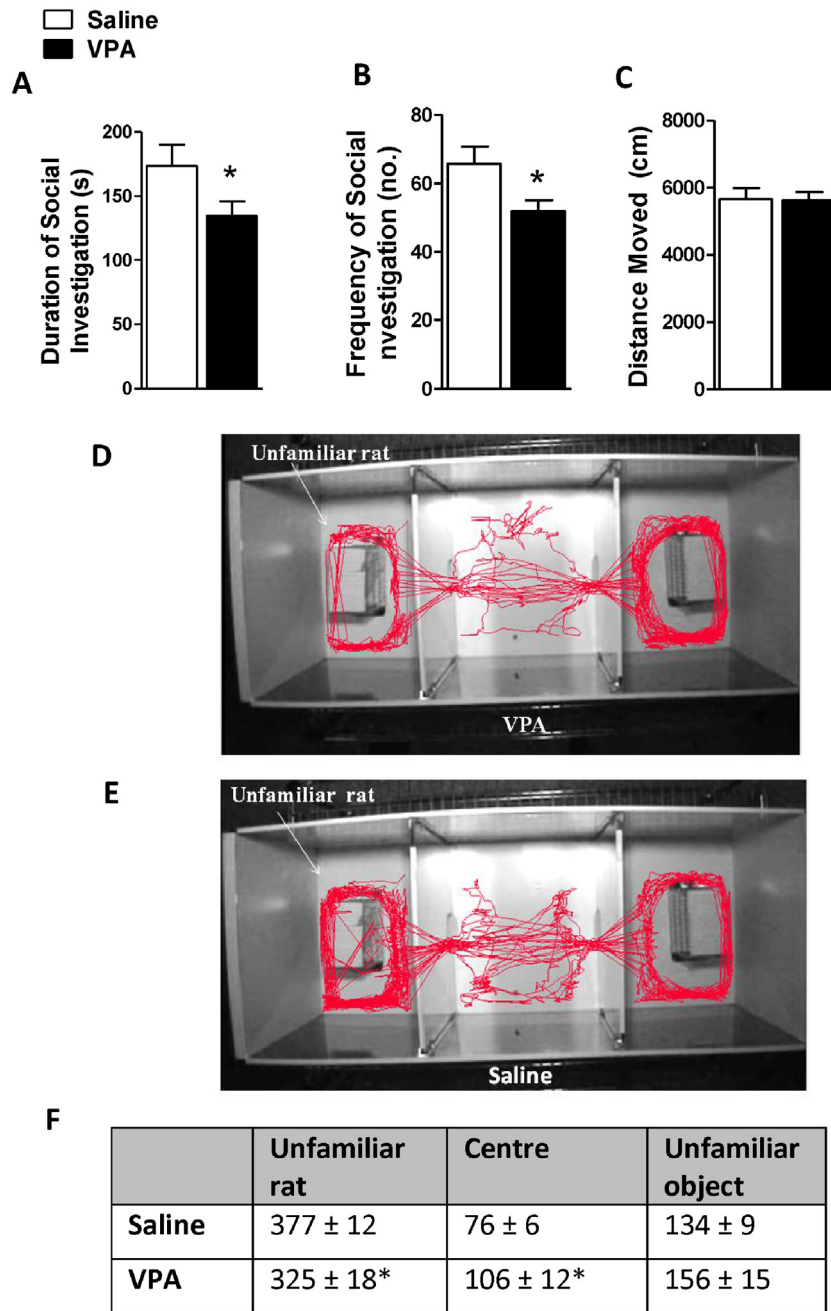 Saline
VPA
A
B
C
Duration of Social
Investigation (s)
200
150
100
50
0
*
Frequency of Social
nvestigation (no.)
80
60
40
20
0
*
Distance Moved (cm)
8000
6000
4000
2000
0
D
Unfamiliar rat
VPA
E
Unfamiliar rat
Saline
F
Unfamiliar rat Centre Unfamiliar object
Saline 377 ± 12 76 ± 6 134 ± 9
VPA 325 ± 18* 106 ± 12* 156 ± 15